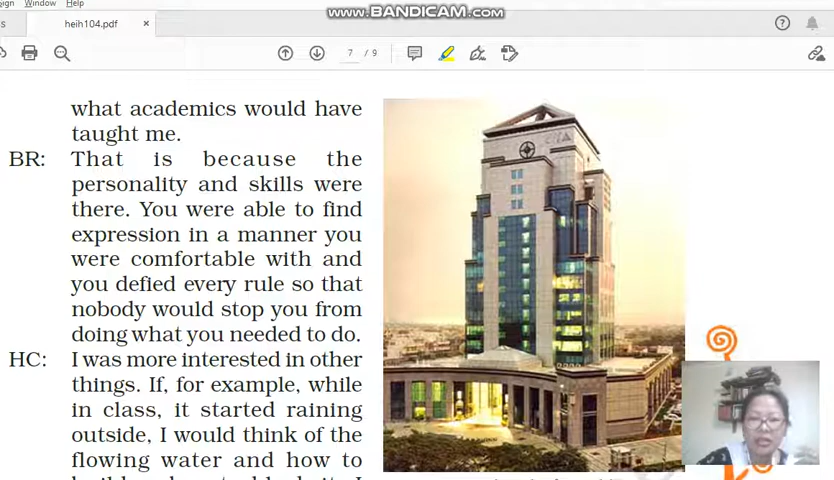 www.BANDICAM.com
Sign Window Help
s heih104.pdf ×
7 / 9
what academics would have
taught me.
BR: That is because the
personality and skills were
there. You were able to find
expression in a manner you
were comfortable with and
you defied every rule so that
nobody would stop you from
doing what you needed to do.
HC: I was more interested in other
things. If, for example, while
in class, it started raining
outside, I would think of the
flowing water and how to